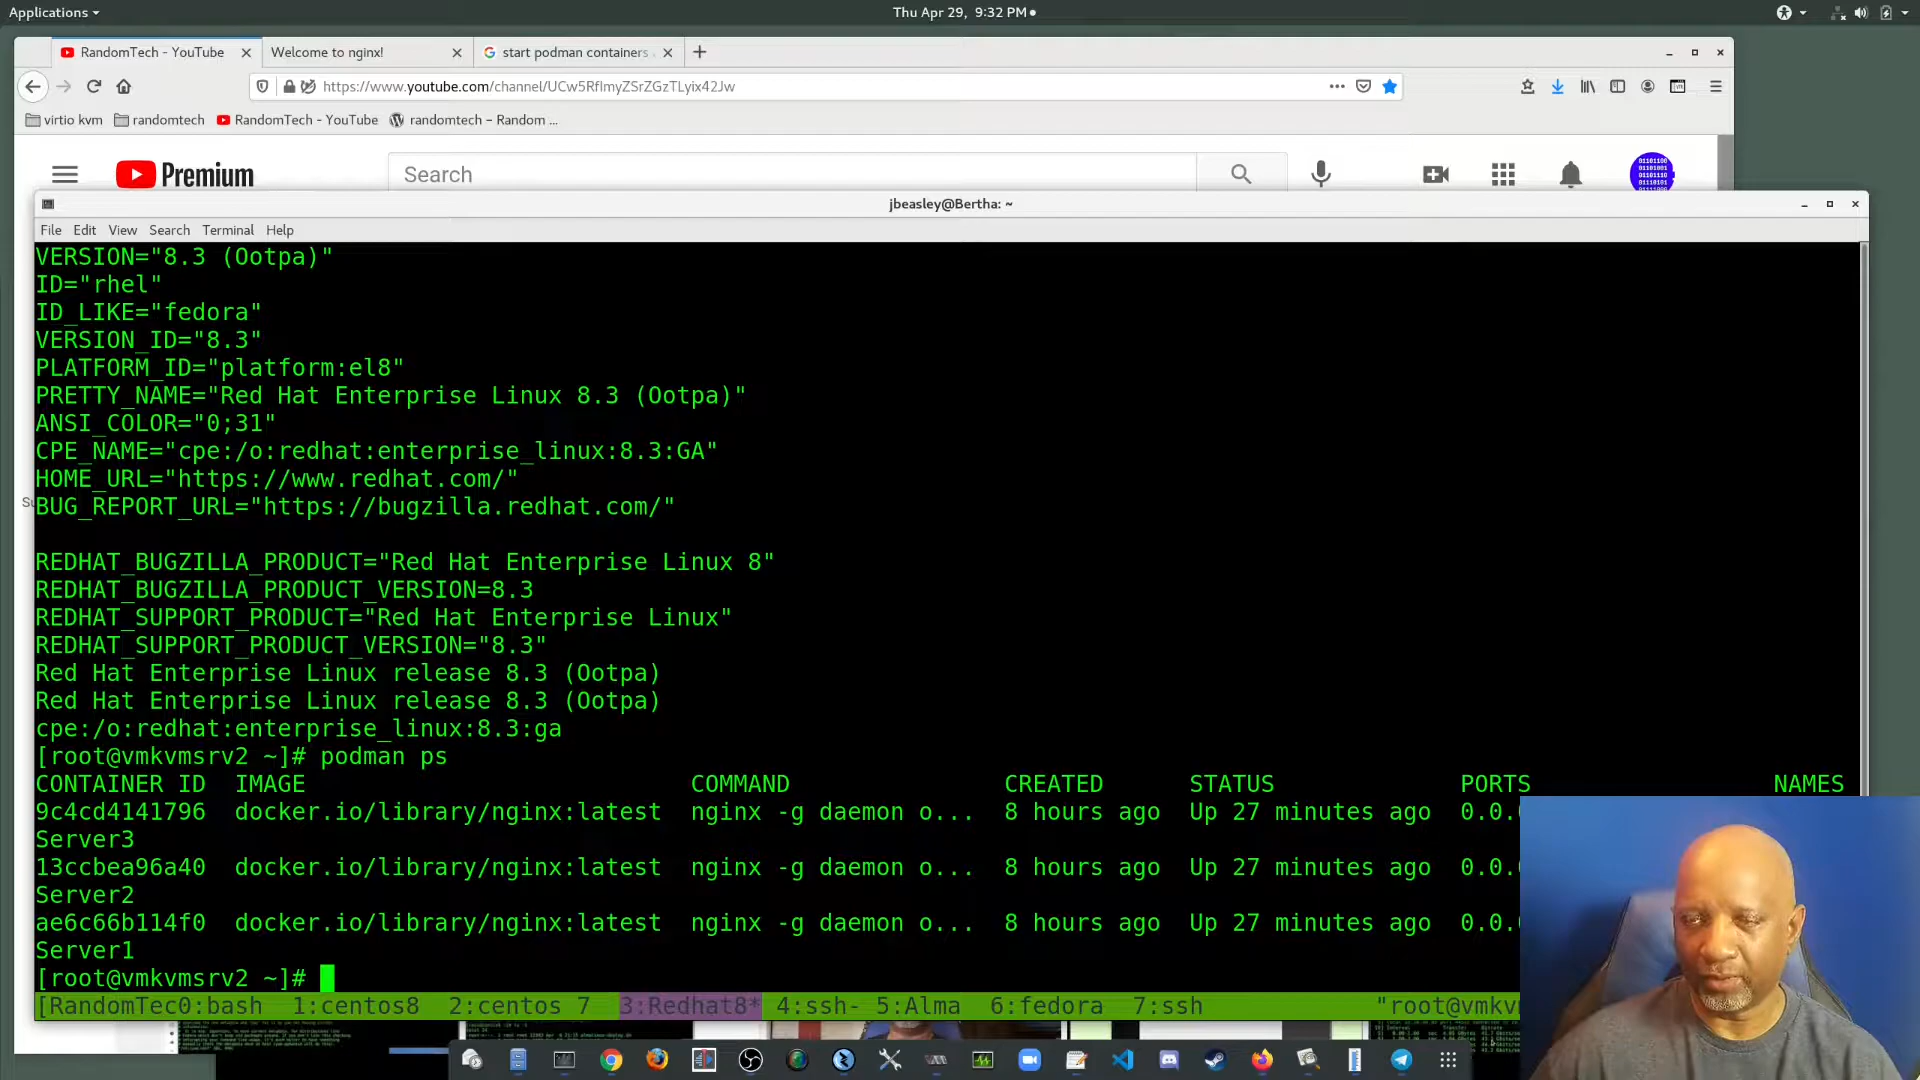 Applications
Thu Apr 29, 9:32 PM
RandomTech - YouTube
Welcome to nginx!
start podman containers
https://www.youtube.com/channel/UCw5RfImyZSrZGzTLyix42Jw
virtio kvm
randomtech
RandomTech - YouTube
randomtech – Random ...
Premium
Search
jbeasley@Bertha: ~
File Edit View Search Terminal Help
VERSION="8.3 (Ootpa)"
ID="rhel"
ID_LIKE="fedora"
VERSION_ID="8.3"
PLATFORM_ID="platform:el8"
PRETTY_NAME="Red Hat Enterprise Linux 8.3 (Ootpa)"
ANSI_COLOR="0;31"
CPE_NAME="cpe:/o:redhat:enterprise_linux:8.3:GA"
HOME_URL="https://www.redhat.com/"
BUG_REPORT_URL="https://bugzilla.redhat.com/"
REDHAT_BUGZILLA_PRODUCT="Red Hat Enterprise Linux 8"
REDHAT_BUGZILLA_PRODUCT_VERSION=8.3
REDHAT_SUPPORT_PRODUCT="Red Hat Enterprise Linux"
REDHAT_SUPPORT_PRODUCT_VERSION="8.3"
Red Hat Enterprise Linux release 8.3 (Ootpa)
Red Hat Enterprise Linux release 8.3 (Ootpa)
cpe:/o:redhat:enterprise_linux:8.3:ga
[root@vmkvmsrv2 ~]# podman ps
CONTAINER ID IMAGE COMMAND CREATED STATUS PORTS NAMES
9c4cd4141796 docker.io/library/nginx:latest nginx -g daemon o... 8 hours ago Up 27 minutes ago 0.0.
Server3
13ccbea96a40 docker.io/library/nginx:latest nginx -g daemon o... 8 hours ago Up 27 minutes ago 0.0.
Server2
ae6c66b114f0 docker.io/library/nginx:latest nginx -g daemon o... 8 hours ago Up 27 minutes ago 0.0.
Server1
[root@vmkvmsrv2 ~]#
[RandomTec0:bash 1:centos8 2:centos 7 3:Redhat8* 4:ssh- 5:Alma 6:fedora 7:ssh "root@vmkv